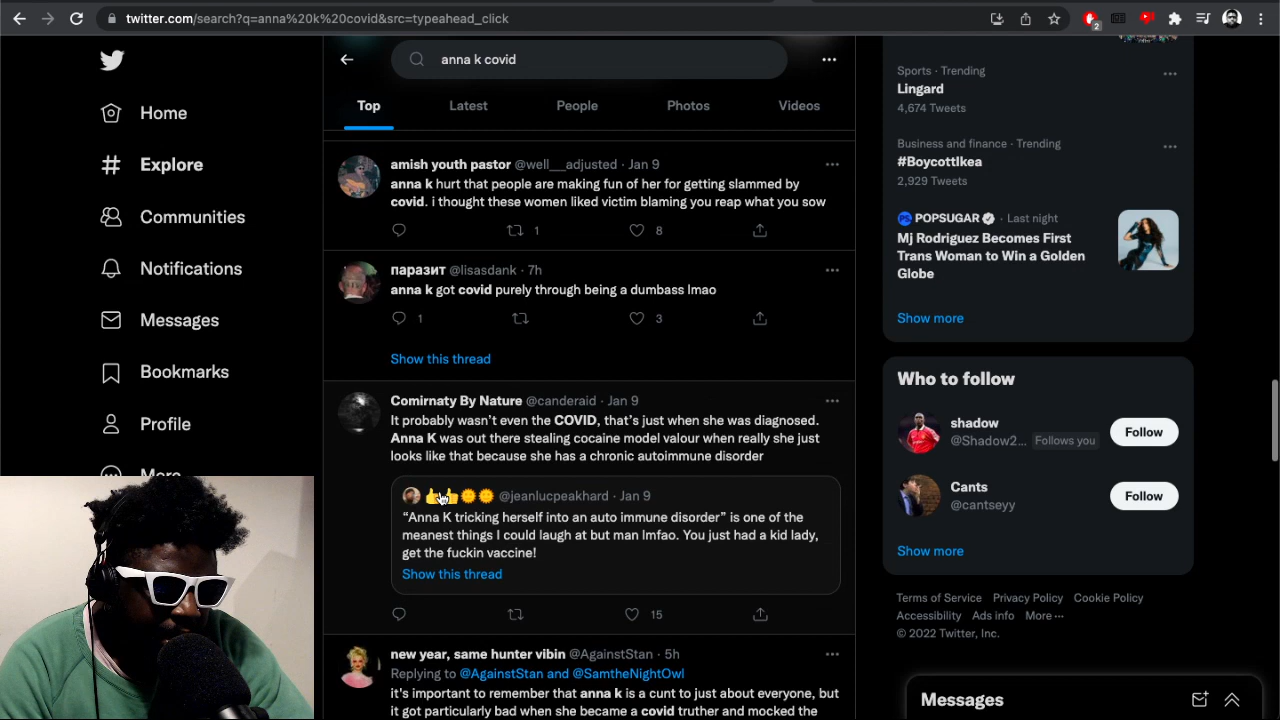 twitter.com/search?q=anna%20k%20covid&src=typeahead_click
2
Home
Explore
Communities
Notifications
Messages
Bookmarks
Profile
More
anna k covid
Top
Latest
People
Photos
Videos
amish youth pastor @well__adjusted · Jan 9
anna k hurt that people are making fun of her for getting slammed by
covid. i thought these women liked victim blaming you reap what you sow
1
8
паразит @lisasdank · 7h
anna k got covid purely through being a dumbass lmao
1
3
Show this thread
Comirnaty By Nature @canderaid · Jan 9
It probably wasn't even the COVID, that's just when she was diagnosed.
Anna K was out there stealing cocaine model valour when really she just
looks like that because she has a chronic autoimmune disorder
👍👍🌞🌞 @jeanlucpeakhard · Jan 9
“Anna K tricking herself into an auto immune disorder” is one of the
meanest things I could laugh at but man lmfao. You just had a kid lady,
get the fuckin vaccine!
Show this thread
15
new year, same hunter vibin @AgainstStan · 5h
Replying to @AgainstStan and @SamtheNightOwl
it's important to remember that anna k is a cunt to just about everyone, but
it got particularly bad when she became a covid truther and mocked the
Sports · Trending
Lingard
4,674 Tweets
Business and finance · Trending
#BoycottIkea
2,929 Tweets
POPSUGAR · Last night
Mj Rodriguez Becomes First
Trans Woman to Win a Golden
Globe
Show more
Who to follow
shadow
@Shadow2... Follows you
Follow
Cants
@cantseyy
Follow
Show more
Terms of Service Privacy Policy Cookie Policy
Accessibility Ads info More ···
© 2022 Twitter, Inc.
Messages